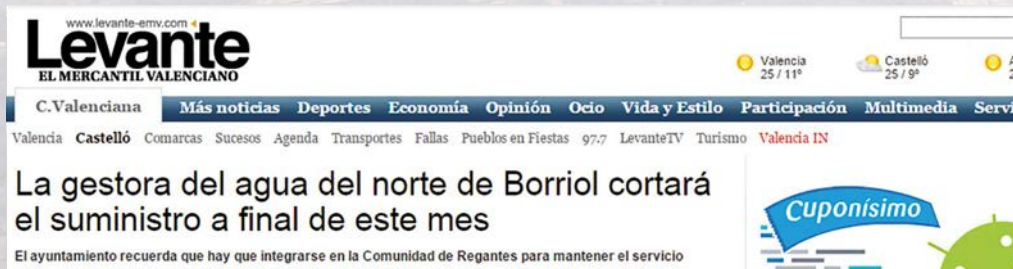 www.levante-emv.com
Levante
EL MERCANTIL VALENCIANO
Valencia
25 / 11º
Castelló
25 / 9º
C.Valenciana Más noticias Deportes Economía Opinión Ocio Vida y Estilo Participación Multimedia
Valencia Castelló Comarcas Sucesos Agenda Transportes Fallas Pueblos en Fiestas 97.7 LevanteTV Turismo Valencia IN
La gestora del agua del norte de Borriol cortará
el suministro a final de este mes
El ayuntamiento recuerda que hay que integrarse en la Comunidad de Regantes para mantener el servicio
Cuponísimo